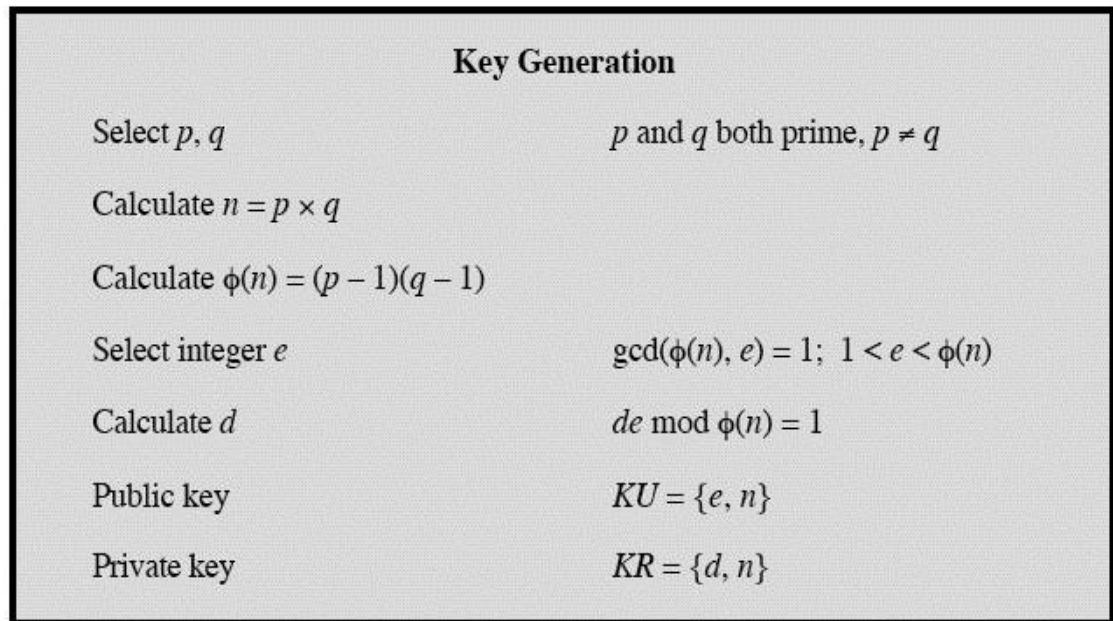 Key Generation
Select p, q p and q both prime, p ≠ q
Calculate n = p × q
Calculate ϕ(n) = (p – 1)(q – 1)
Select integer e gcd(ϕ(n), e) = 1; 1 < e < ϕ(n)
Calculate d de mod ϕ(n) = 1
Public key KU = {e, n}
Private key KR = {d, n}